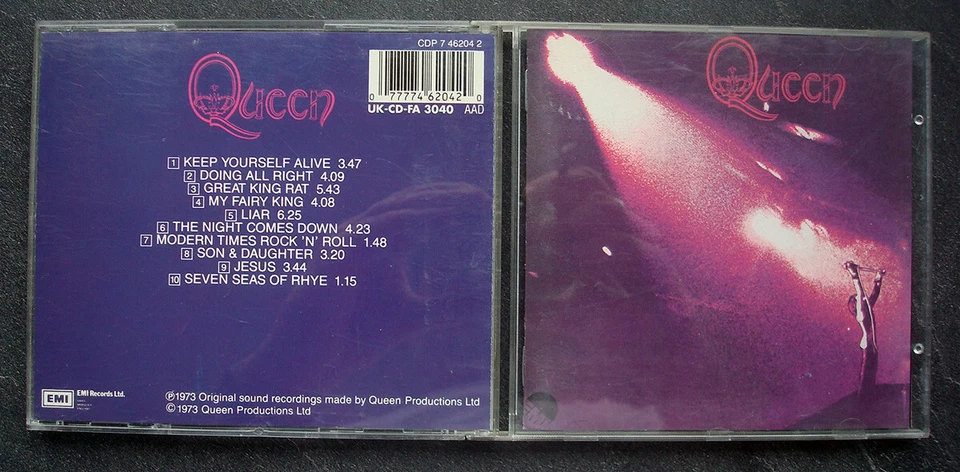 CDP 7 46204 2
Queen
0 77774 62042 0
UK-CD-FA 3040 AAD
1 KEEP YOURSELF ALIVE 3.47
2 DOING ALL RIGHT 4.09
3 GREAT KING RAT 5.43
4 MY FAIRY KING 4.08
5 LIAR 6.25
6 THE NIGHT COMES DOWN 4.23
7 MODERN TIMES ROCK 'N' ROLL 1.48
8 SON & DAUGHTER 3.20
9 JESUS 3.44
10 SEVEN SEAS OF RHYE 1.15
EMI EMI Records Ltd.
℗1973 Original sound recordings made by Queen Productions Ltd
©1973 Queen Productions Ltd
Queen